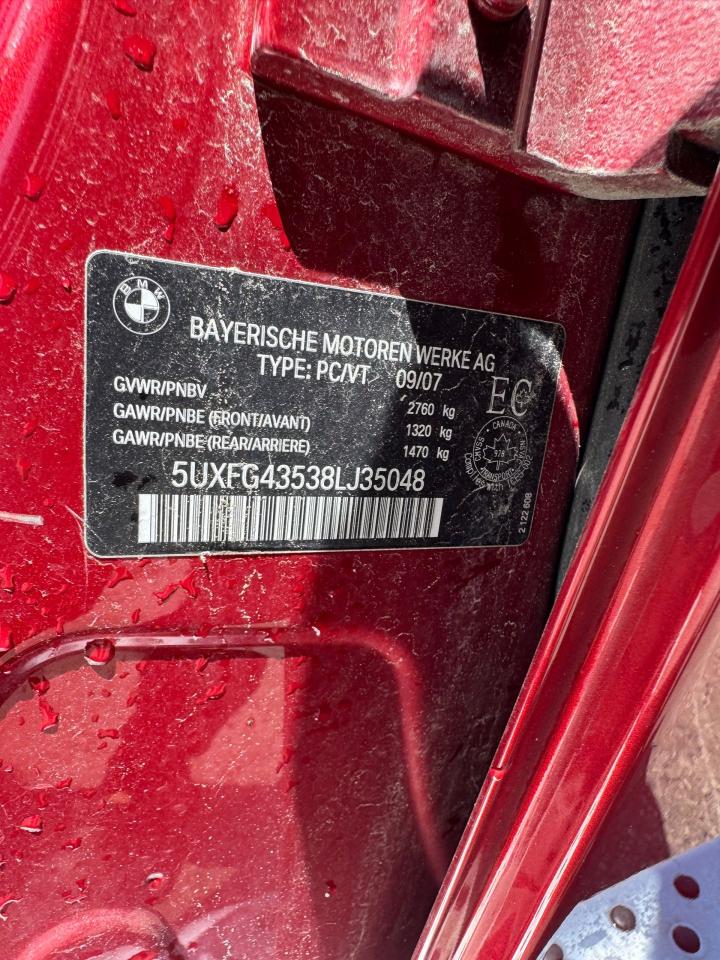 BMW
BAYERISCHE MOTOREN WERKE AG
TYPE: PC/VT 09/07
GVWR/PNBV 2760 kg
GAWR/PNBE (FRONT/AVANT) 1320 kg
GAWR/PNBE (REAR/ARRIERE) 1470 kg
EC
CANADA
TRANSPORT
5UXFG43538LJ35048
2 122 608